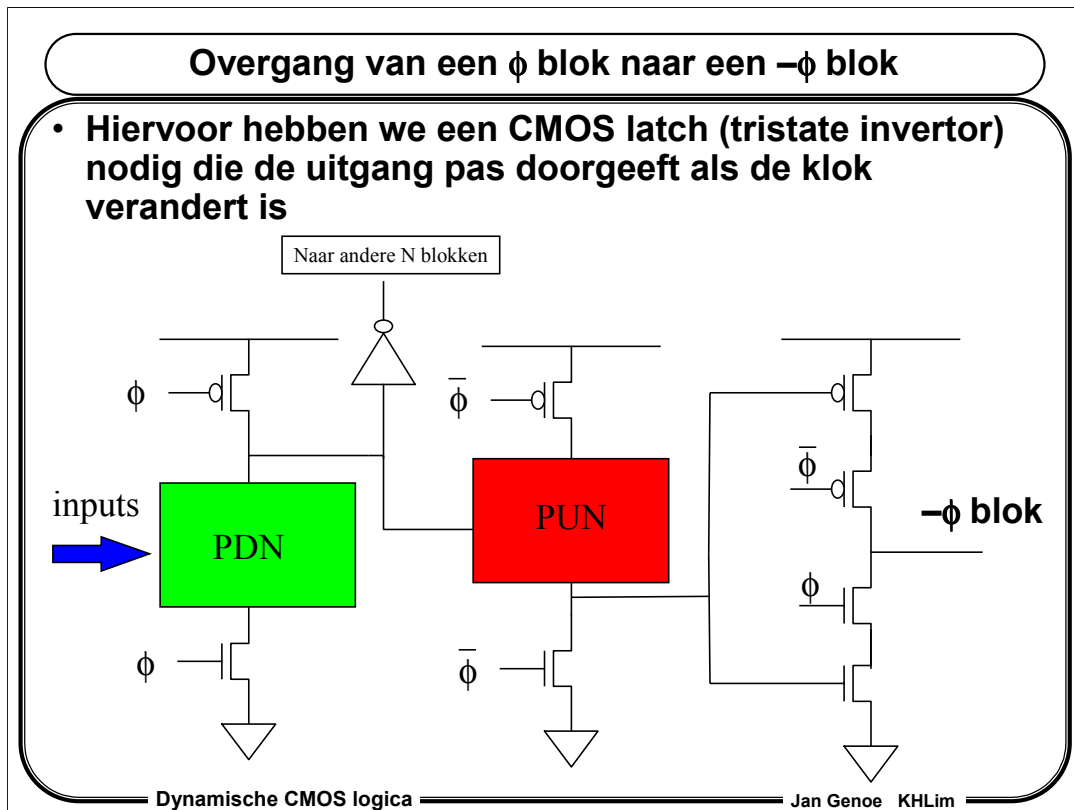 Overgang van een ϕ blok naar een –ϕ blok
• Hiervoor hebben we een CMOS latch (tristate invertor)
nodig die de uitgang pas doorgeeft als de klok
verandert is
Naar andere N blokken
ϕ
ϕ̅
ϕ̅
inputs
PDN
PUN
–ϕ blok
ϕ
ϕ
ϕ̅
Dynamische CMOS logica
Jan Genoe KHLim